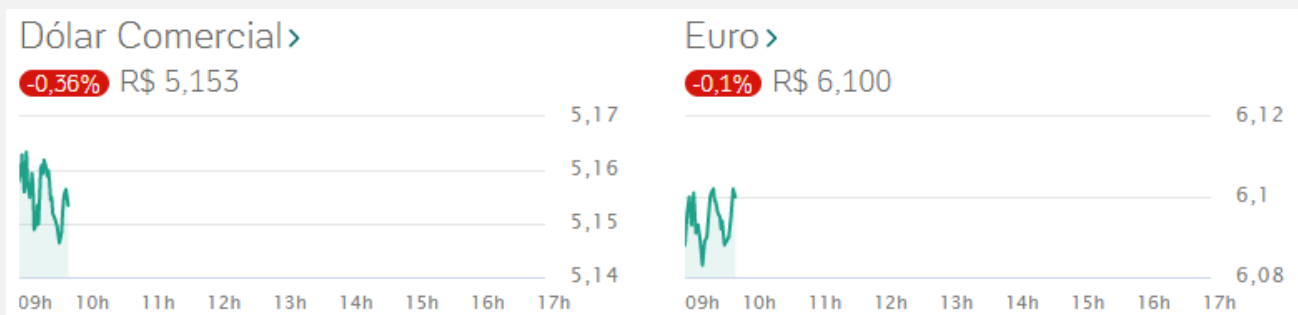 Dólar Comercial>
-0,36% R$ 5,153
5,17
5,16
5,15
5,14
09h 10h 11h 12h 13h 14h 15h 16h 17h
Euro>
-0,1% R$ 6,100
6,12
6,1
6,08
09h 10h 11h 12h 13h 14h 15h 16h 17h